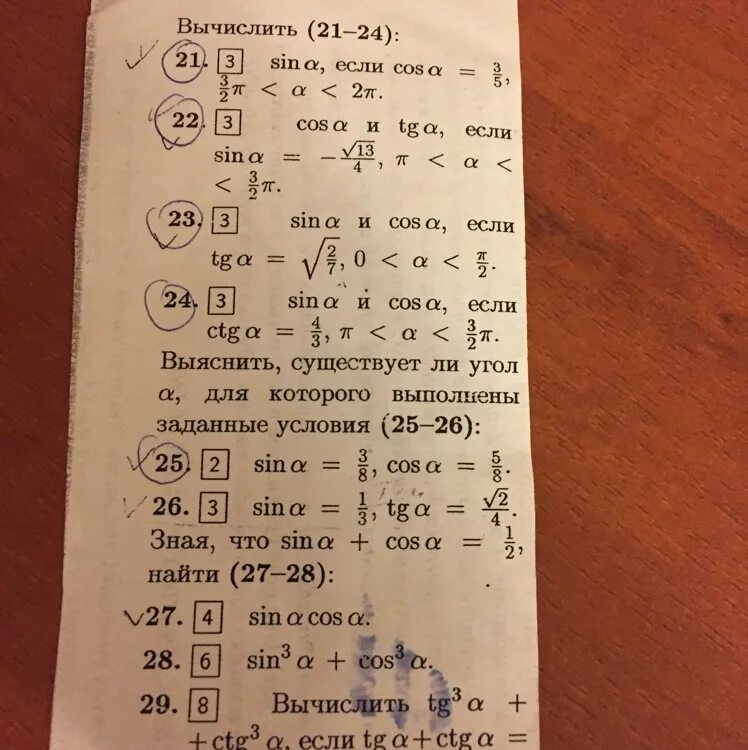 Вычислить (21–24):
21. 3 sin α, если cos α = 3/5,
3/2 π < α < 2π.
22. 3 cos α и tg α, если
sin α = −√13/4, π < α <
< 3/2 π.
23. 3 sin α и cos α, если
tg α = √(2/7), 0 < α < π/2.
24. 3 sin α и cos α, если
ctg α = 4/3, π < α < 3/2 π.
Выяснить, существует ли угол
α, для которого выполнены
заданные условия (25–26):
25. 2 sin α = 3/8, cos α = 5/8.
26. 3 sin α = 1/3, tg α = √2/4.
Зная, что sin α + cos α = 1/2,
найти (27–28):
27. 4 sin α cos α.
28. 6 sin³ α + cos³ α.
29. 8 Вычислить tg³ α +
+ ctg³ α, если tg α + ctg α =